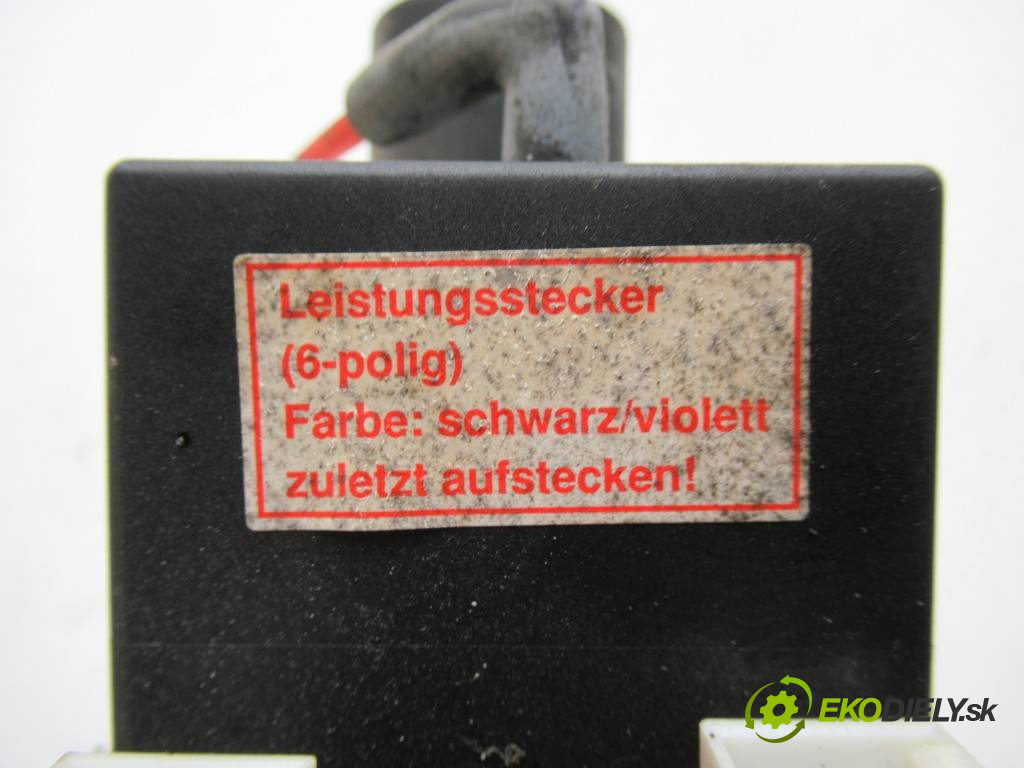 Leistungsstecker
(6-polig)
Farbe: schwarz/violett
zuletzt aufstecken!
EKODIELY.sk